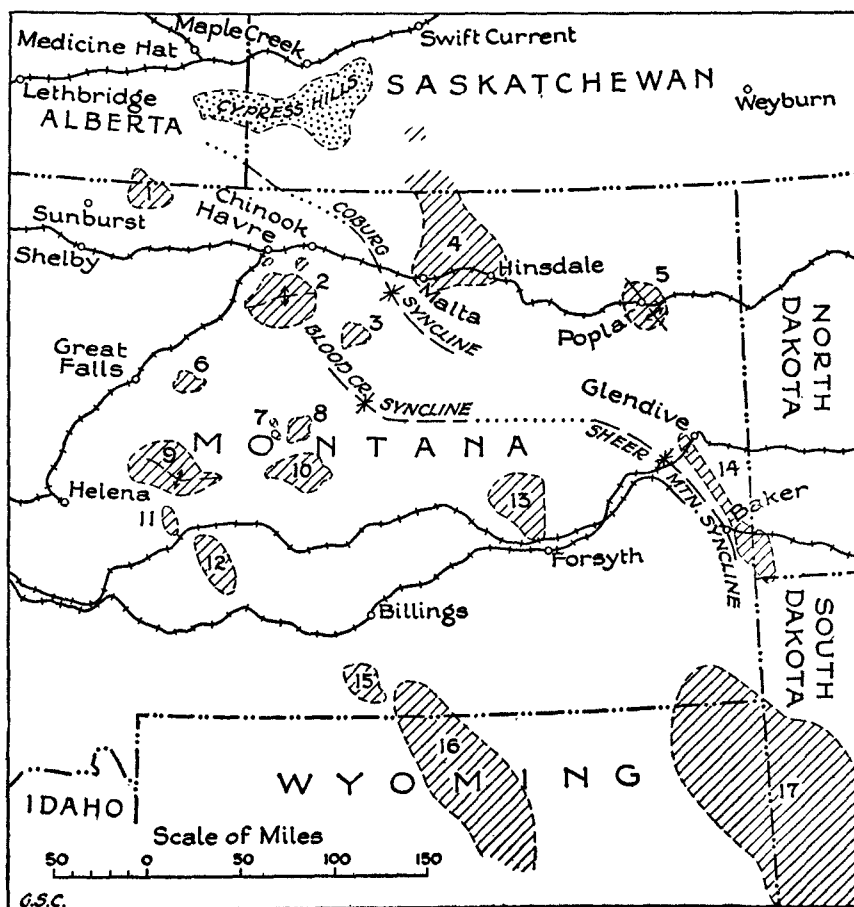 Maple Creek
Swift Current
Medicine Hat
SASKATCHEWAN
Lethbridge
CYPRESS HILLS
Weyburn
ALBERTA
1
Chinook
Sunburst
Havre
COBURG
4
Shelby
Hinsdale
5
2
Malta
SYNCLINE
NORTH
DAKOTA
3
Popla
Great
Falls
BLOOD CR.
6
SYNCLINE
Glendive
7
8
SHEER
MONTANA
9
10
14
MTN. SYNCLINE
Helena
13
Baker
11
12
Forsyth
Billings
SOUTH
DAKOTA
15
16
WYOMING
17
IDAHO
Scale of Miles
50 0 50 100 150
G.S.C.